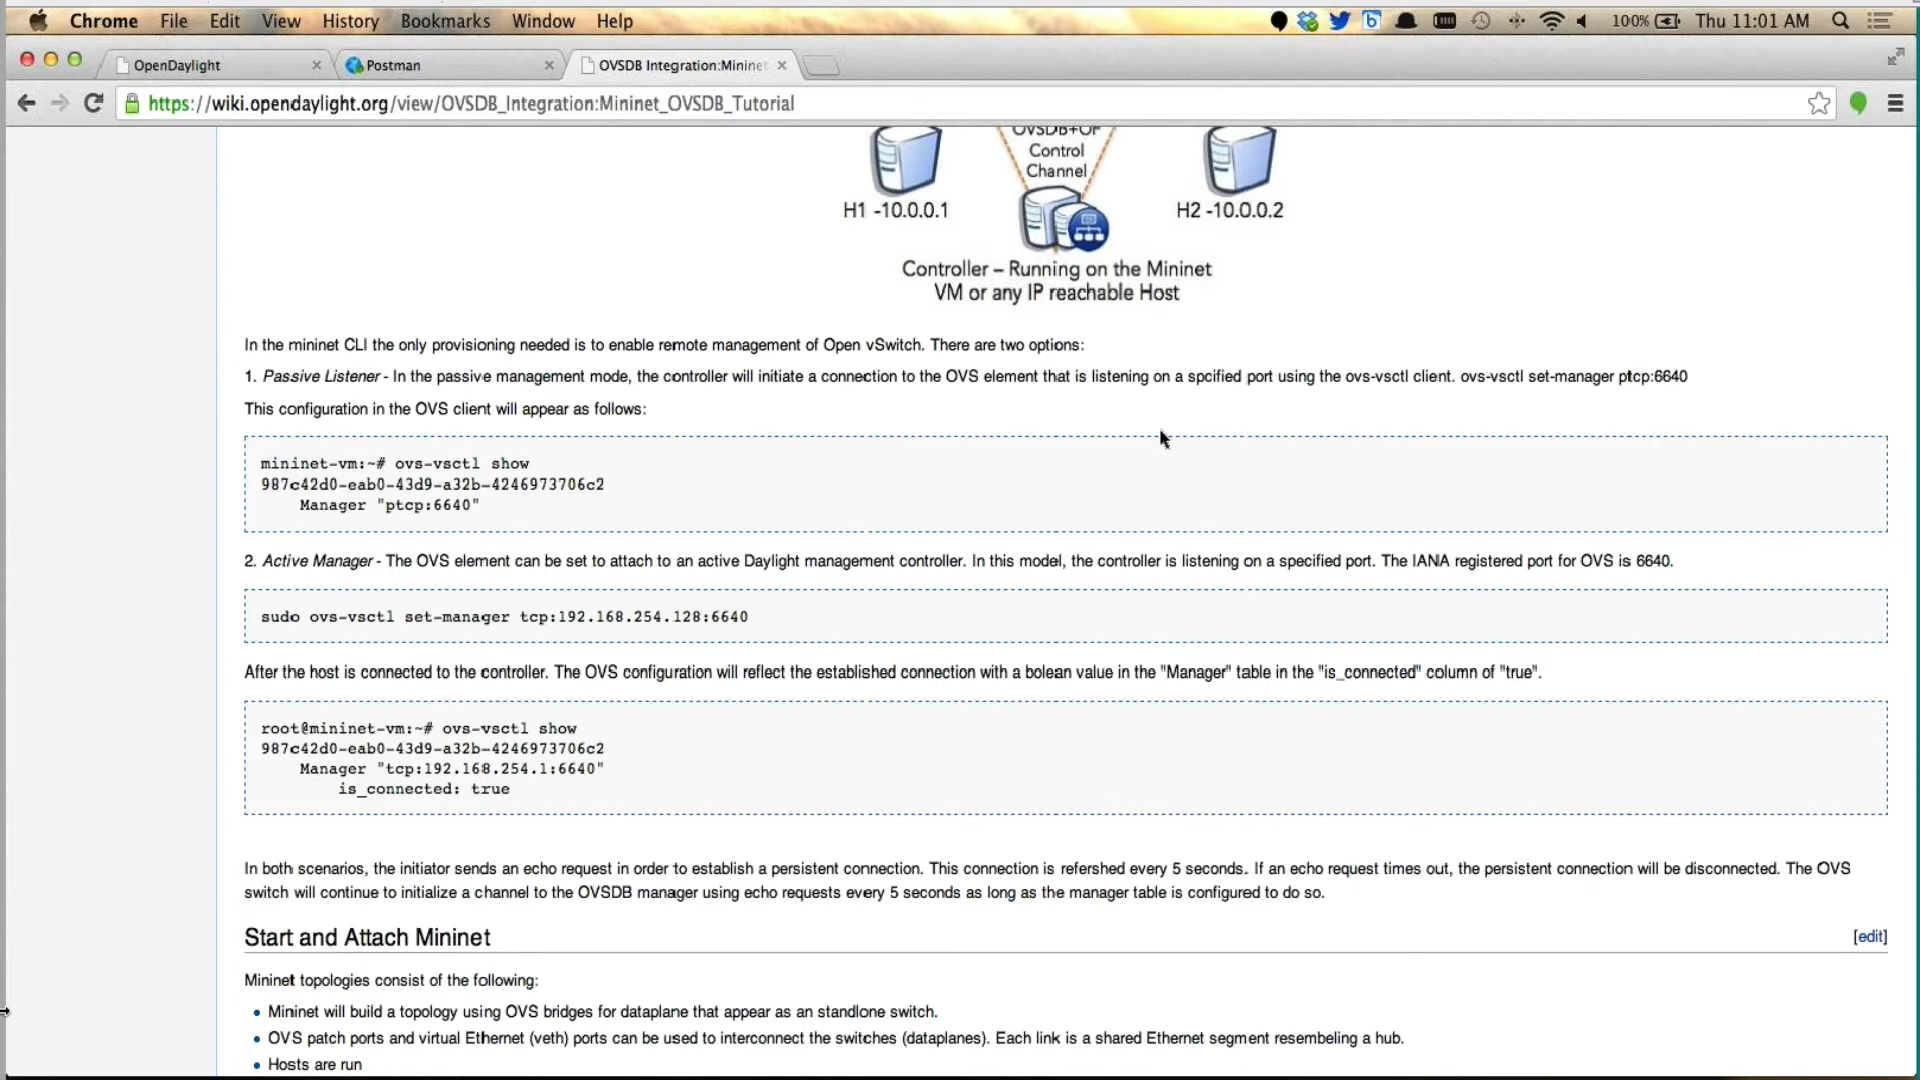 Chrome File Edit View History Bookmarks Window Help 100% Thu 11:01 AM
OpenDaylight Postman OVSDB Integration:Mininet
https://wiki.opendaylight.org/view/OVSDB_Integration:Mininet_OVSDB_Tutorial
OVSDB+OF
Control
Channel
H1 -10.0.0.1
H2 -10.0.0.2
Controller – Running on the Mininet
VM or any IP reachable Host
In the mininet CLI the only provisioning needed is to enable remote management of Open vSwitch. There are two options:
1. Passive Listener - In the passive management mode, the controller will initiate a connection to the OVS element that is listening on a spcified port using the ovs-vsctl client. ovs-vsctl set-manager ptcp:6640
This configuration in the OVS client will appear as follows:
mininet-vm:~# ovs-vsctl show
987c42d0-eab0-43d9-a32b-4246973706c2
Manager "ptcp:6640"
2. Active Manager - The OVS element can be set to attach to an active Daylight management controller. In this model, the controller is listening on a specified port. The IANA registered port for OVS is 6640.
sudo ovs-vsctl set-manager tcp:192.168.254.128:6640
After the host is connected to the controller. The OVS configuration will reflect the established connection with a bolean value in the "Manager" table in the "is_connected" column of "true".
root@mininet-vm:~# ovs-vsctl show
987c42d0-eab0-43d9-a32b-4246973706c2
Manager "tcp:192.168.254.1:6640"
is_connected: true
In both scenarios, the initiator sends an echo request in order to establish a persistent connection. This connection is refershed every 5 seconds. If an echo request times out, the persistent connection will be disconnected. The OVS
switch will continue to initialize a channel to the OVSDB manager using echo requests every 5 seconds as long as the manager table is configured to do so.
Start and Attach Mininet [edit]
Mininet topologies consist of the following:
• Mininet will build a topology using OVS bridges for dataplane that appear as an standlone switch.
• OVS patch ports and virtual Ethernet (veth) ports can be used to interconnect the switches (dataplanes). Each link is a shared Ethernet segment resembeling a hub.
• Hosts are run